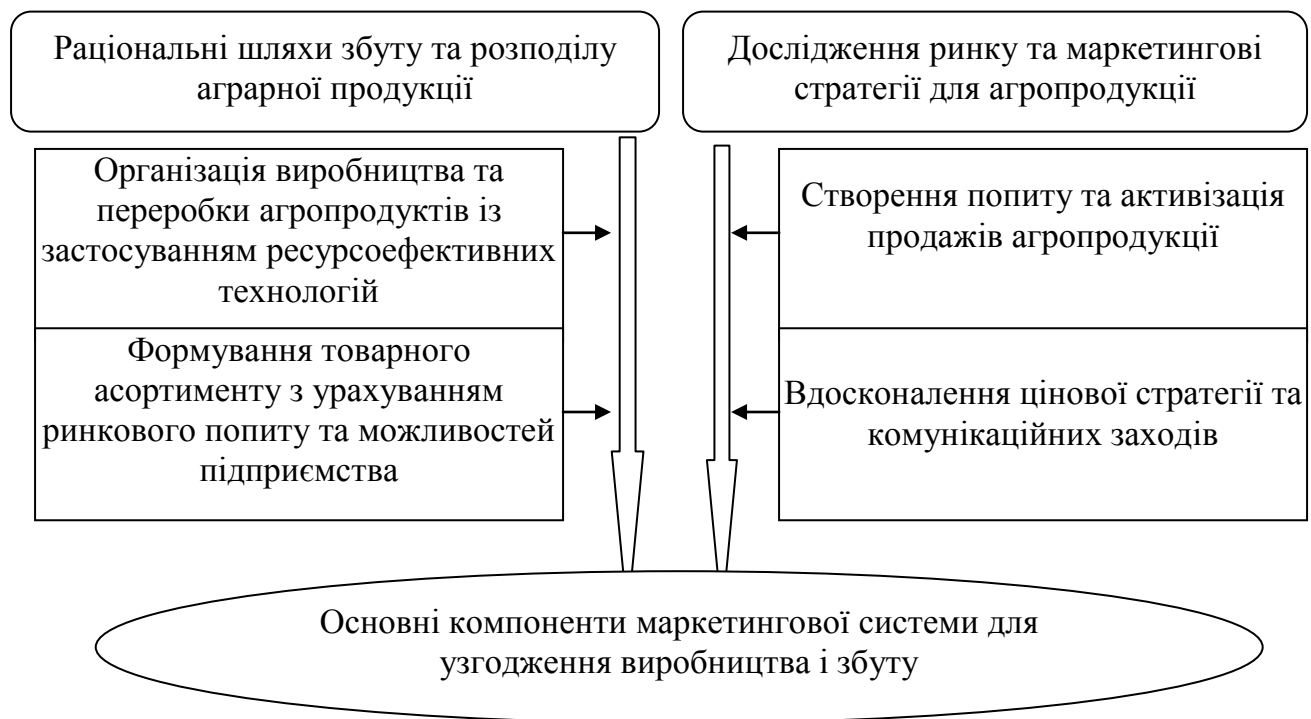 Раціональні шляхи збуту та розподілу
аграрної продукції
Дослідження ринку та маркетингові
стратегії для агропродукції
Організація виробництва та
переробки агропродуктів із
застосуванням ресурсоефективних
технологій
Створення попиту та активізація
продажів агропродукції
Формування товарного
асортименту з урахуванням
ринкового попиту та можливостей
підприємства
Вдосконалення цінової стратегії та
комунікаційних заходів
Основні компоненти маркетингової системи для
узгодження виробництва і збуту